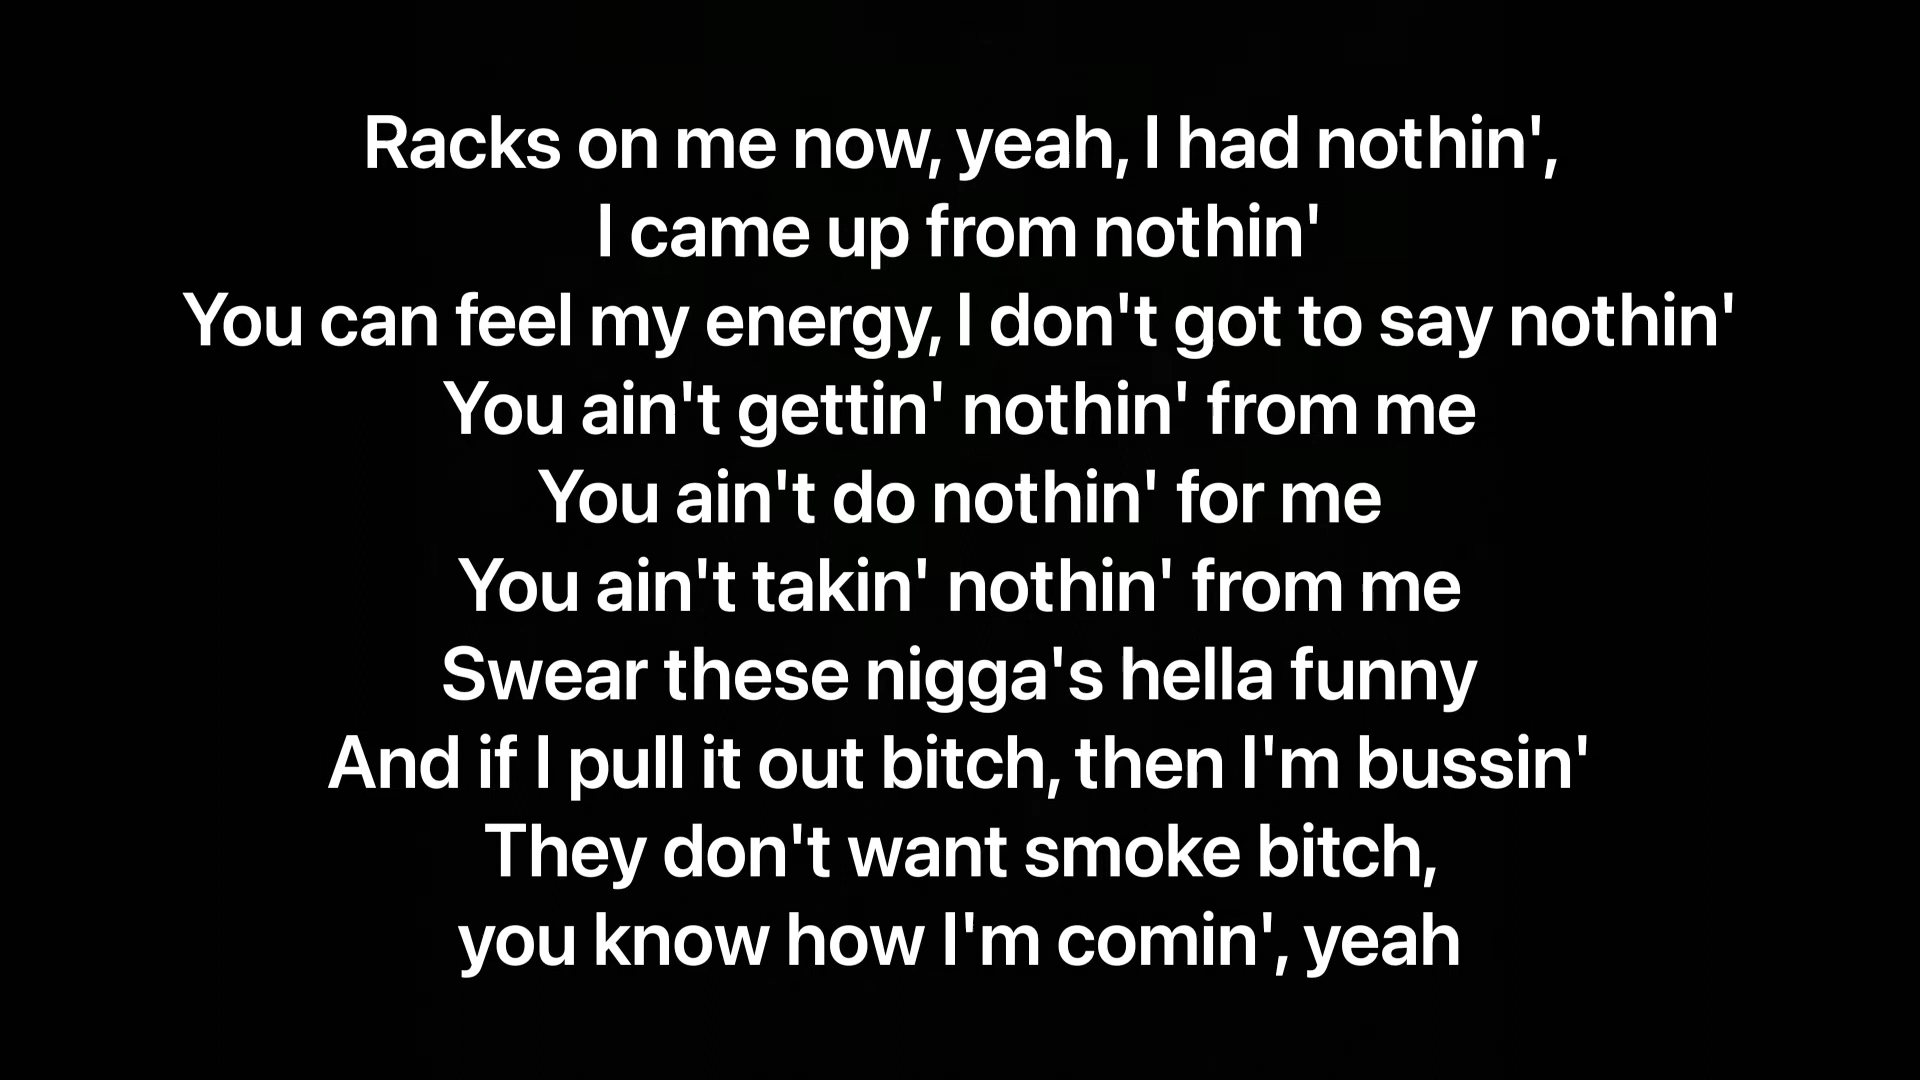 Racks on me now, yeah, I had nothin',
I came up from nothin'
You can feel my energy, I don't got to say nothin'
You ain't gettin' nothin' from me
You ain't do nothin' for me
You ain't takin' nothin' from me
Swear these nigga's hella funny
And if I pull it out bitch, then I'm bussin'
They don't want smoke bitch,
you know how I'm comin', yeah